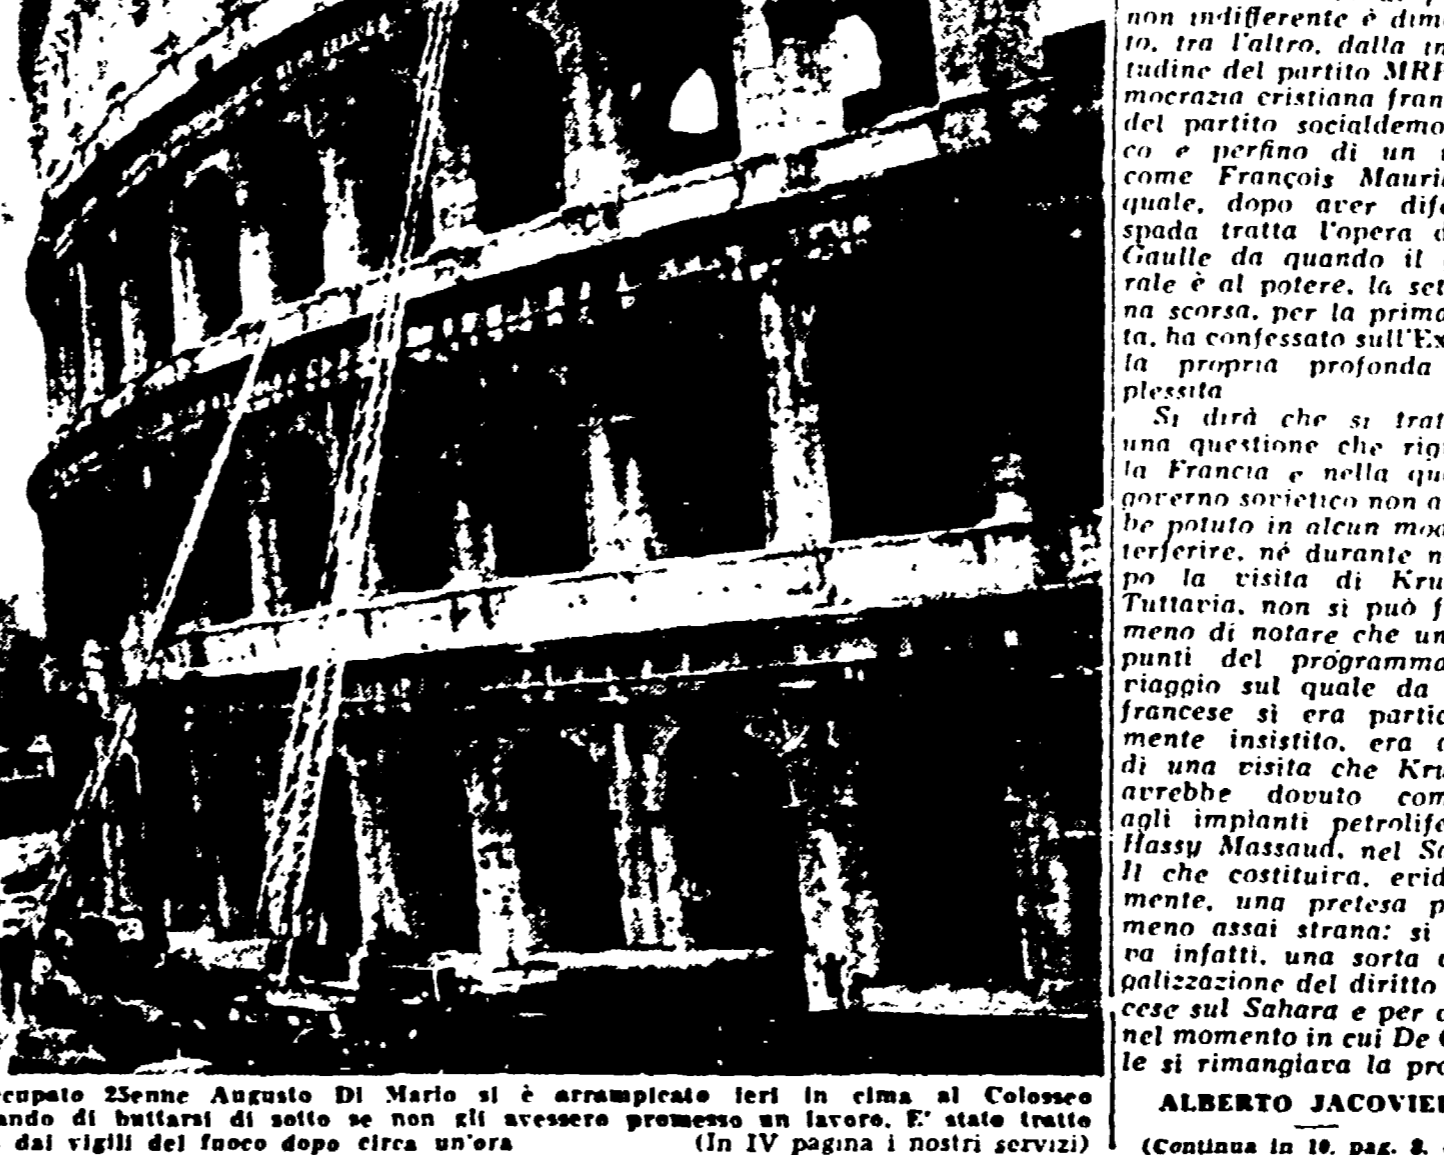 cupato 23enne Augusto Di Mario si è arrampicato ieri in cima al Colosseo
ando di buttarsi di sotto se non gli avessero promesso un lavoro. E' stato tratto
dai vigili del fuoco dopo circa un'ora (In IV pagina i nostri servizi)
non indifferente è dim
to, tra l'altro, dalla in
tudine del partito MRP
mocrazia cristiana fran
del partito socialdemo
co e perfino di un
come François Mauri
quale, dopo aver dife
spada tratta l'opera d
Gaulle da quando il
rale è al potere, la set
na scorsa, per la prima
ta, ha confessato sull'Ex
la propria profonda
plessità
Si dirà che si trat
una questione che rig
la Francia e nella qu
governo sovietico non a
be potuto in alcun mod
terferire, né durante n
po la visita di Kru
Tuttavia, non si può f
meno di notare che un
punti del programma
viaggio sul quale da
francese si era partic
mente insistito, era
di una visita che Kru
avrebbe dovuto com
agli impianti petrolife
Hassy Massaud, nel Sa
Il che costituiva, evid
mente, una pretesa p
meno assai strana: si
va infatti, una sorta
galizzazione del diritto
cese sul Sahara e per
nel momento in cui De G
le si rimangiava la pro
ALBERTO JACOVIE
(Continua in 10. pag. 8.